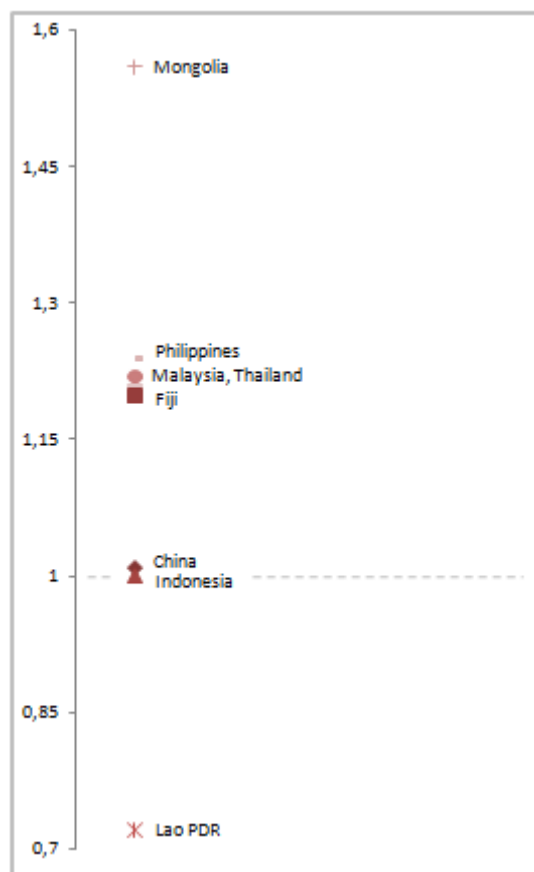 1,6
Mongolia
1,45
1,3
Philippines
Malaysia, Thailand
Fiji
1,15
China
1
Indonesia
0,85
Lao PDR
0,7